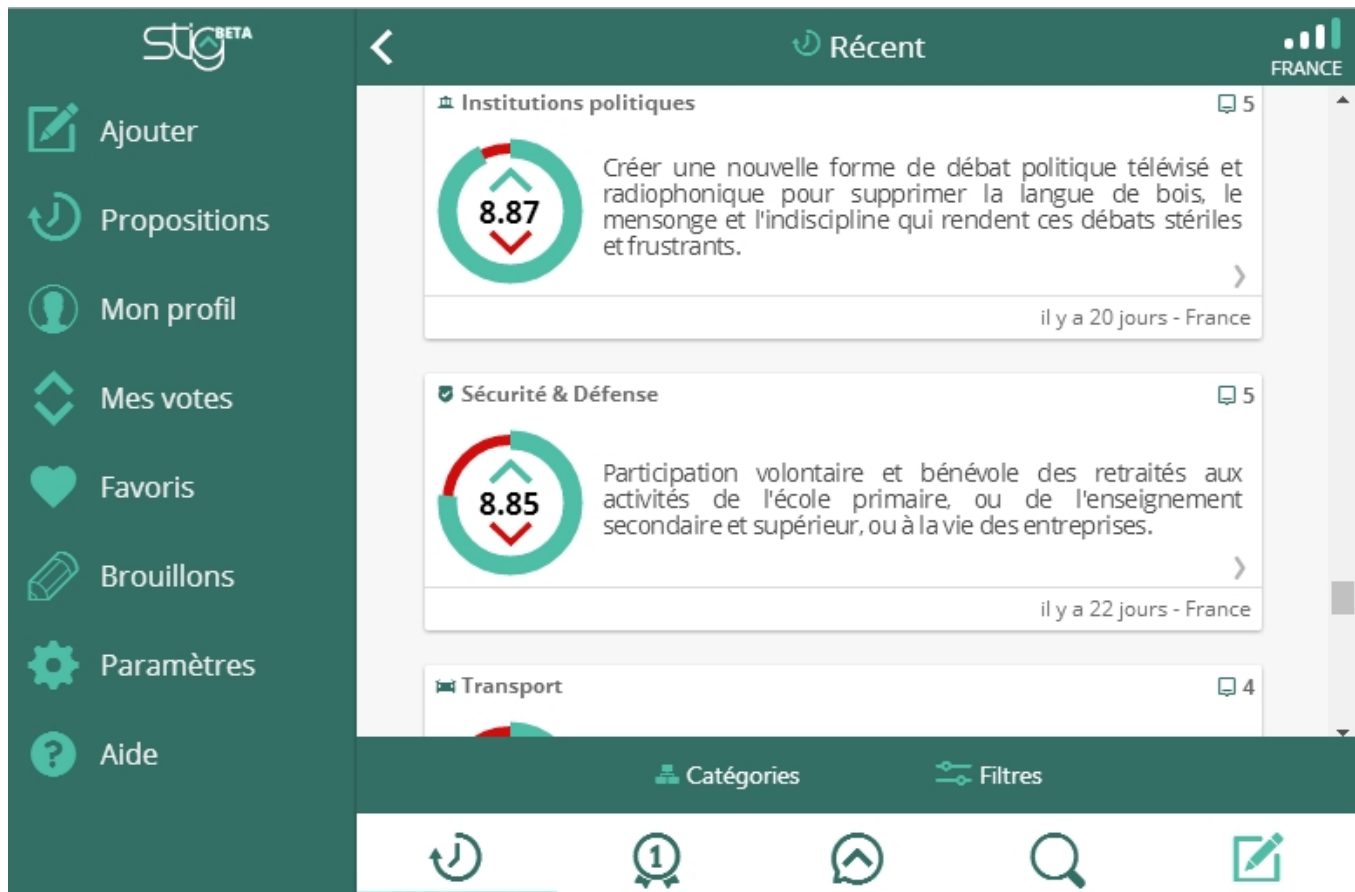 stig BETA
Ajouter
Propositions
Mon profil
Mes votes
Favoris
Brouillons
Paramètres
Aide
Récent
FRANCE
Institutions politiques
5
8.87
Créer une nouvelle forme de débat politique télévisé et
radiophonique pour supprimer la langue de bois, le
mensonge et l'indiscipline qui rendent ces débats stériles
et frustrants.
il y a 20 jours - France
Sécurité & Défense
5
8.85
Participation volontaire et bénévole des retraités aux
activités de l'école primaire, ou de l'enseignement
secondaire et supérieur, ou à la vie des entreprises.
il y a 22 jours - France
Transport
4
Catégories
Filtres
1